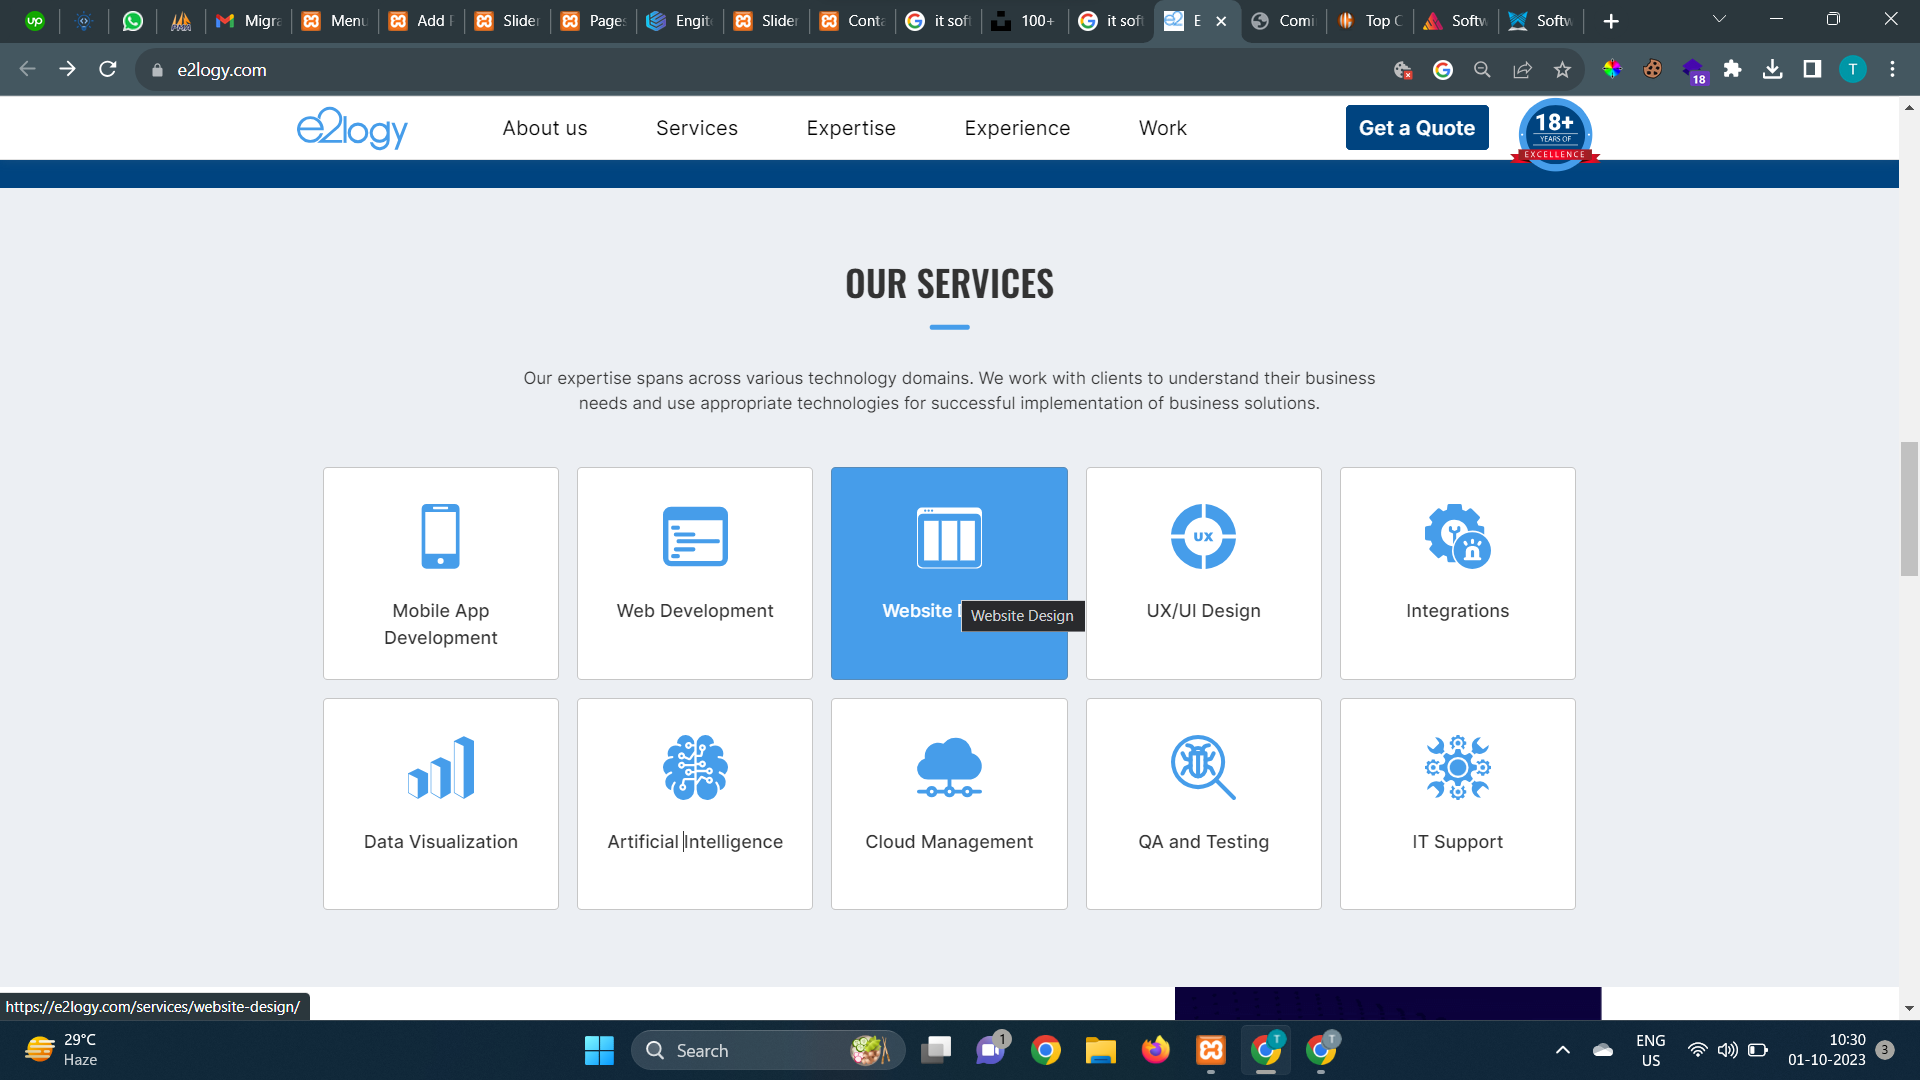 Migra
Menu
Add F
Slider
Pages
Engit
Slider
Conta
it soft
100+
it soft
E
Comi
Top C
Softw
Softw
e2logy.com
18
T
e2logy
About us
Services
Expertise
Experience
Work
Get a Quote
18+
YEARS OF
EXCELLENCE
OUR SERVICES
Our expertise spans across various technology domains. We work with clients to understand their business
needs and use appropriate technologies for successful implementation of business solutions.
UX
Mobile App
Development
Web Development
Website
Website Design
UX/UI Design
Integrations
Data Visualization
Artificial Intelligence
Cloud Management
QA and Testing
IT Support
https://e2logy.com/services/website-design/
29°C
Haze
Search
1
T
T
ENG
US
10:30
01-10-2023
3